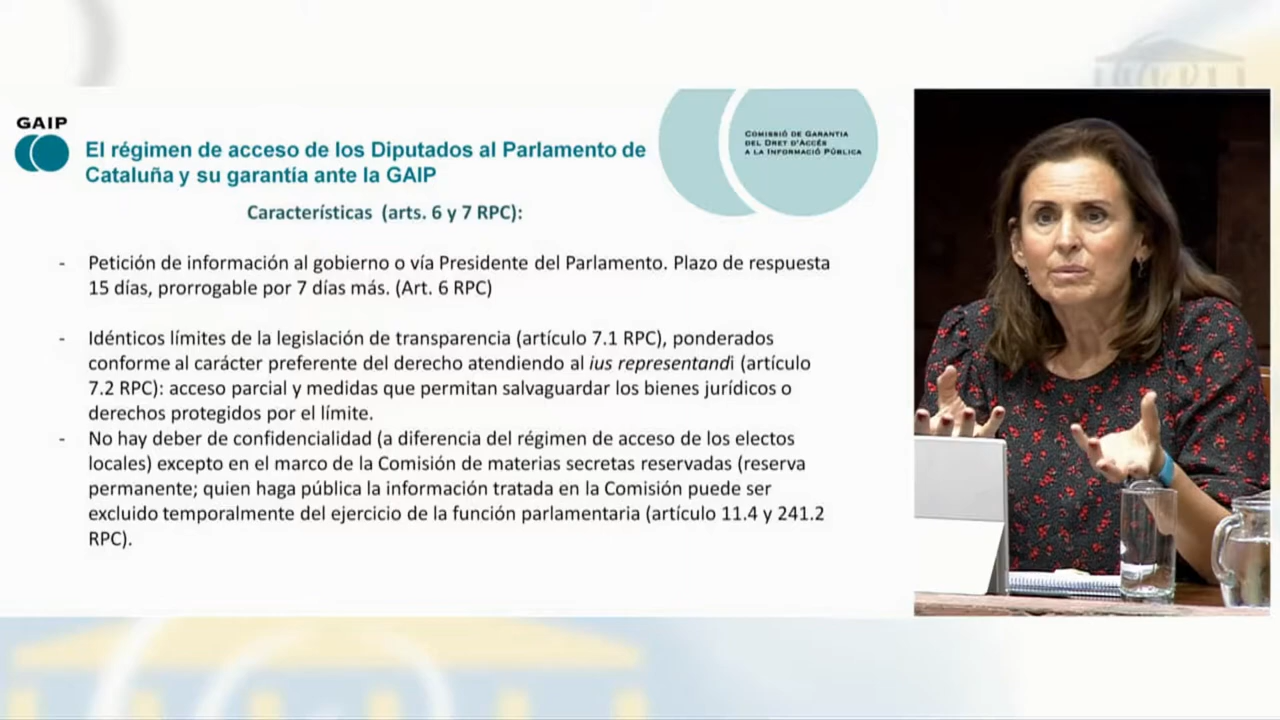 GAIP
El régimen de acceso de los Diputados al Parlamento de
Cataluña y su garantía ante la GAIP
COMISSIÓ DE GARANTIA
DEL DRET D'ACCÉS
A LA INFORMACIÓ PÚBLICA
Características (arts. 6 y 7 RPC):
- Petición de información al gobierno o vía Presidente del Parlamento. Plazo de respuesta
15 días, prorrogable por 7 días más. (Art. 6 RPC)
- Idénticos límites de la legislación de transparencia (artículo 7.1 RPC), ponderados
conforme al carácter preferente del derecho atendiendo al ius representandi (artículo
7.2 RPC): acceso parcial y medidas que permitan salvaguardar los bienes jurídicos o
derechos protegidos por el límite.
- No hay deber de confidencialidad (a diferencia del régimen de acceso de los electos
locales) excepto en el marco de la Comisión de materias secretas reservadas (reserva
permanente; quien haga pública la información tratada en la Comisión puede ser
excluido temporalmente del ejercicio de la función parlamentaria (artículo 11.4 y 241.2
RPC).